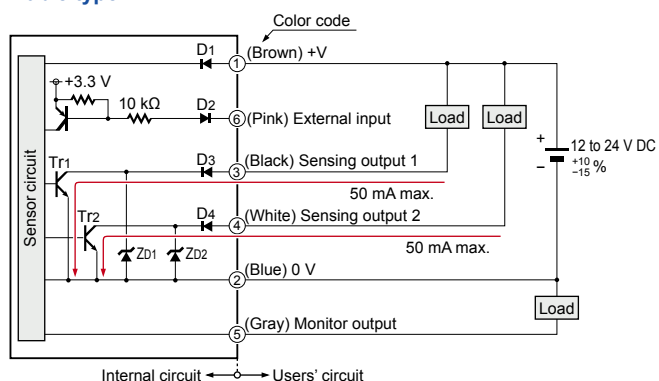 Color code
D1
① (Brown) +V
+3.3 V
10 kΩ
D2
⑥ (Pink) External input
Load
Load
+
12 to 24 V DC
−
+10
−15 %
Sensor circuit
Tr1
D3
③ (Black) Sensing output 1
50 mA max.
Tr2
D4
④ (White) Sensing output 2
50 mA max.
ZD1
ZD2
② (Blue) 0 V
Load
⑤ (Gray) Monitor output
Internal circuit
Users' circuit